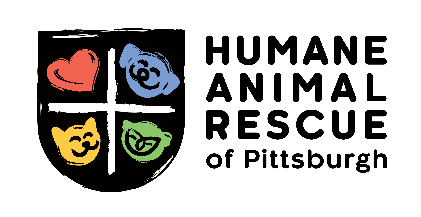 HUMANE
ANIMAL
RESCUE
of Pittsburgh